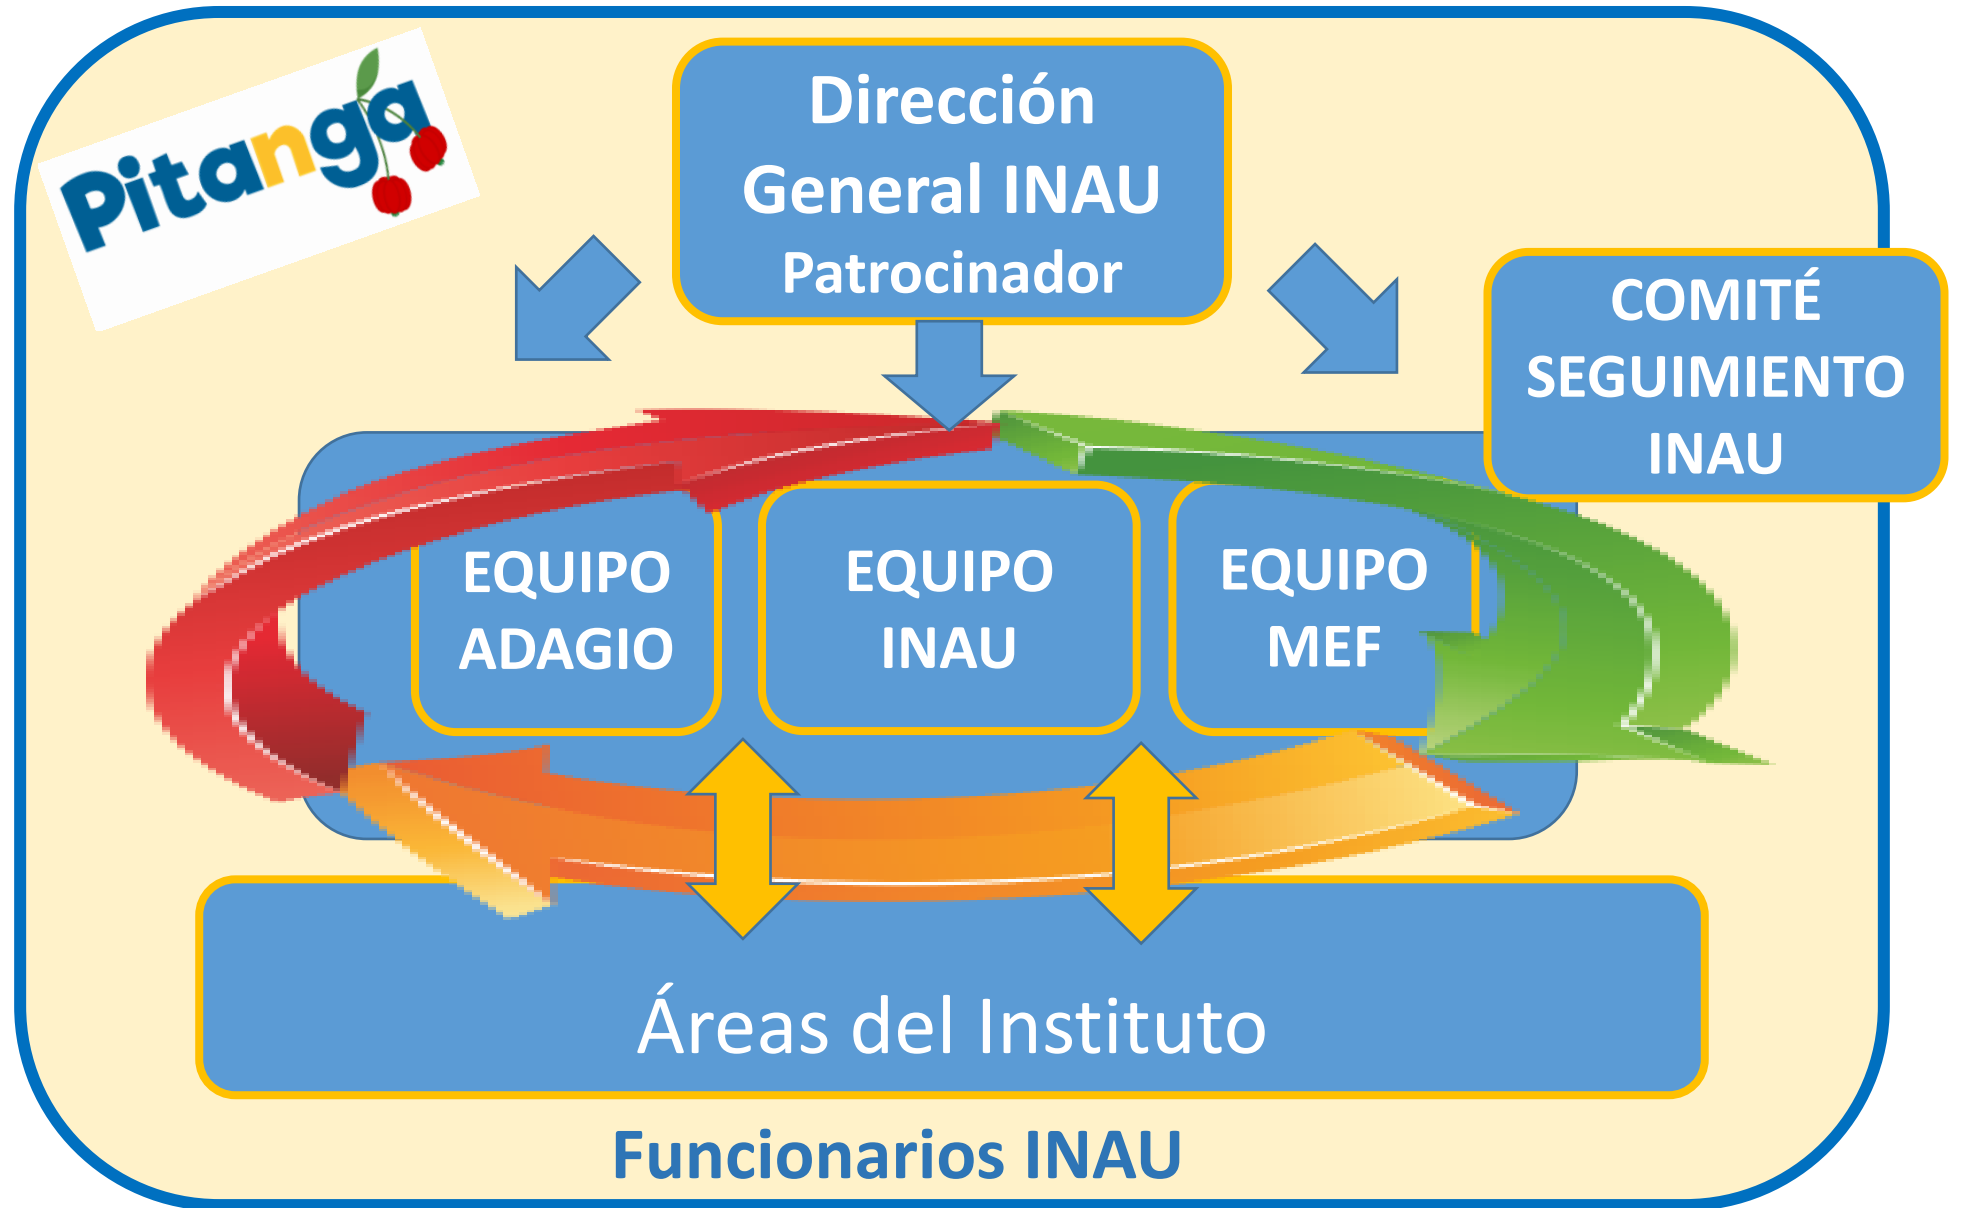 Pitanga
Dirección
General INAU
Patrocinador
COMITÉ
SEGUIMIENTO
INAU
EQUIPO
ADAGIO
EQUIPO
INAU
EQUIPO
MEF
Áreas del Instituto
Funcionarios INAU